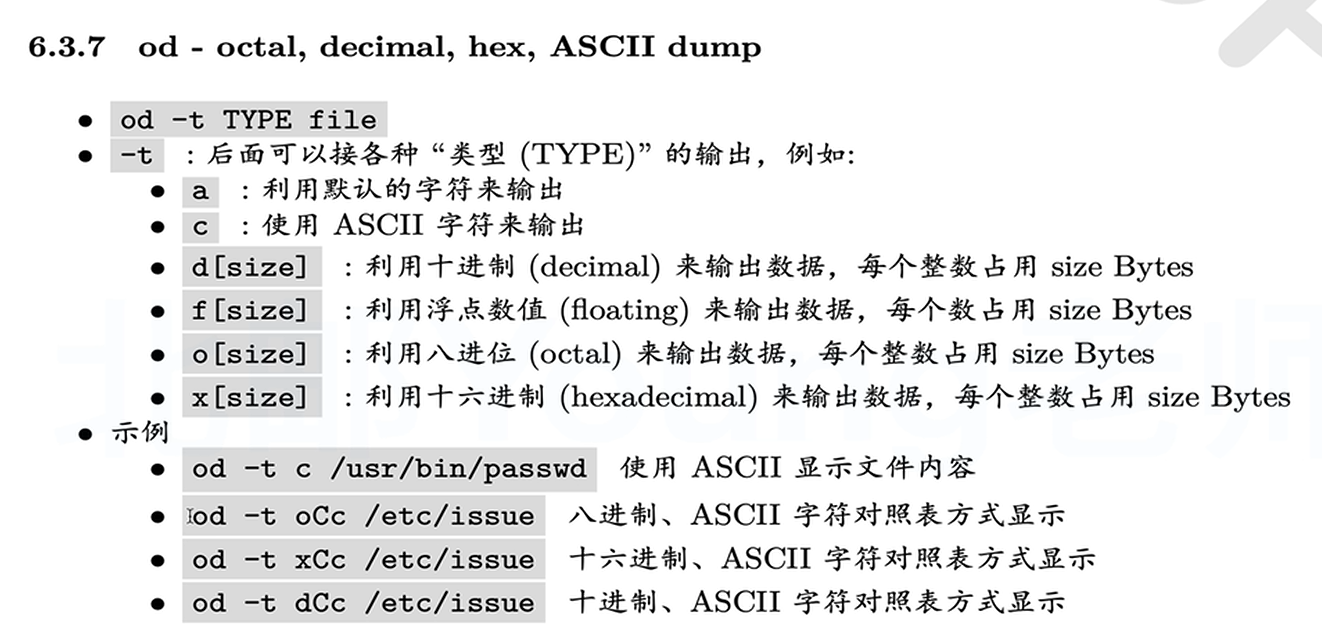 6.3.7 od - octal, decimal, hex, ASCII dump
● od -t TYPE file
● -t : 后面可以接各种 “类型 (TYPE)” 的输出，例如:
● a : 利用默认的字符来输出
● c : 使用 ASCII 字符来输出
● d[size] : 利用十进制 (decimal) 来输出数据，每个整数占用 size Bytes
● f[size] : 利用浮点数值 (floating) 来输出数据，每个数占用 size Bytes
● o[size] : 利用八进位 (octal) 来输出数据，每个整数占用 size Bytes
● x[size] : 利用十六进制 (hexadecimal) 来输出数据，每个整数占用 size Bytes
● 示例
● od -t c /usr/bin/passwd 使用 ASCII 显示文件内容
● od -t oCc /etc/issue 八进制、ASCII 字符对照表方式显示
● od -t xCc /etc/issue 十六进制、ASCII 字符对照表方式显示
● od -t dCc /etc/issue 十进制、ASCII 字符对照表方式显示